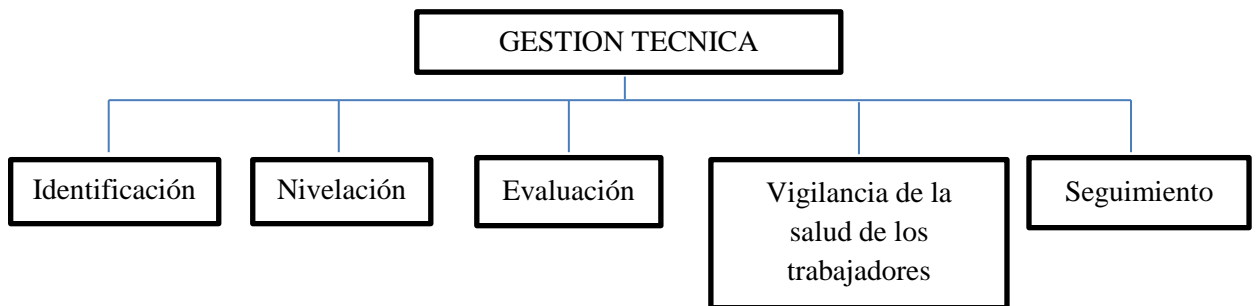 GESTION TECNICA
Identificación
Nivelación
Evaluación
Vigilancia de la
salud de los
trabajadores
Seguimiento